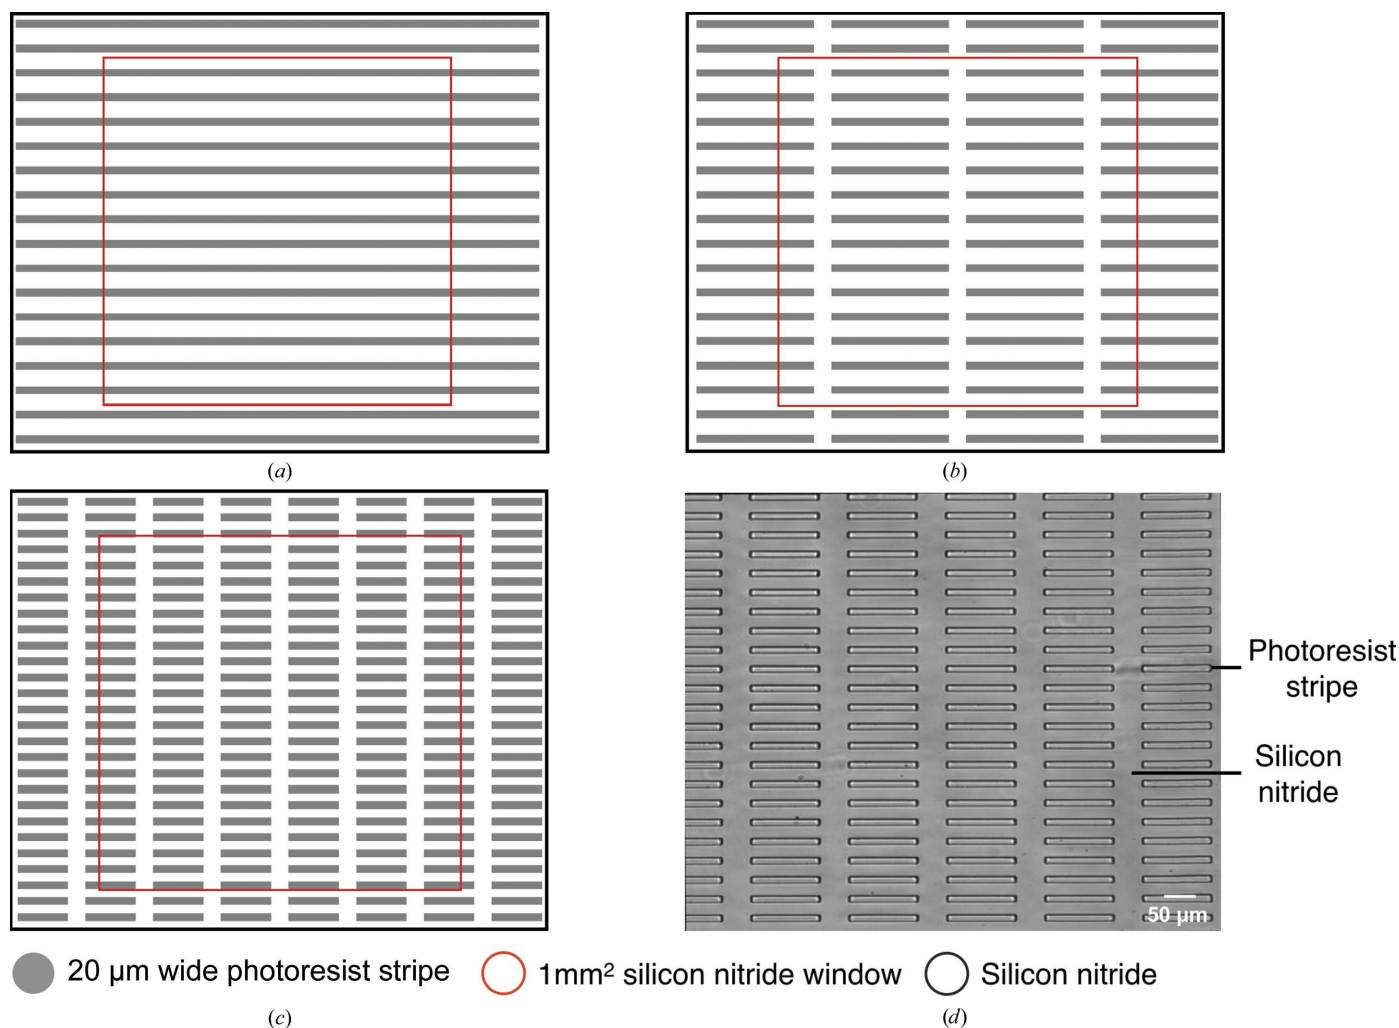 (a)
(b)
Photoresist
stripe
Silicon
nitride
50 µm
20 µm wide photoresist stripe
1mm² silicon nitride window
Silicon nitride
(c)
(d)